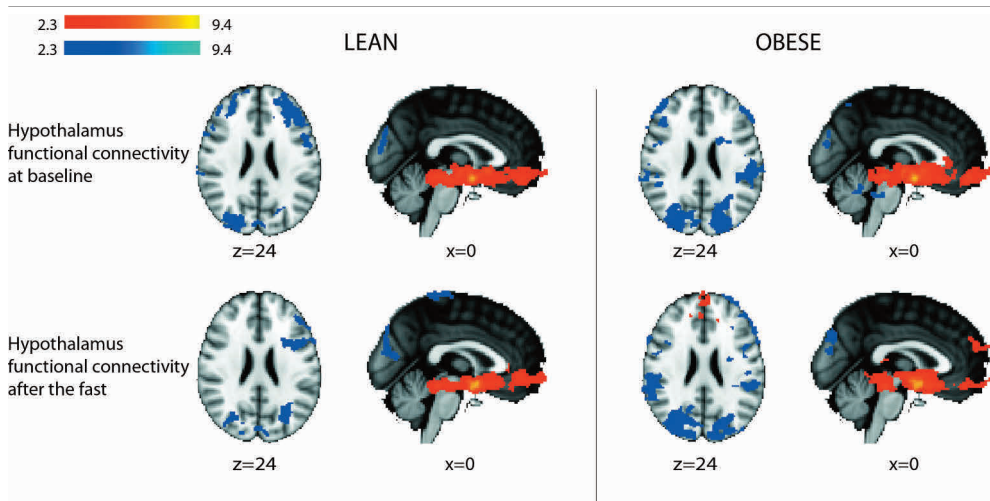 2.3 9.4
2.3 9.4
LEAN
OBESE
Hypothalamus
functional connectivity
at baseline
z=24
x=0
z=24
x=0
Hypothalamus
functional connectivity
after the fast
z=24
x=0
z=24
x=0